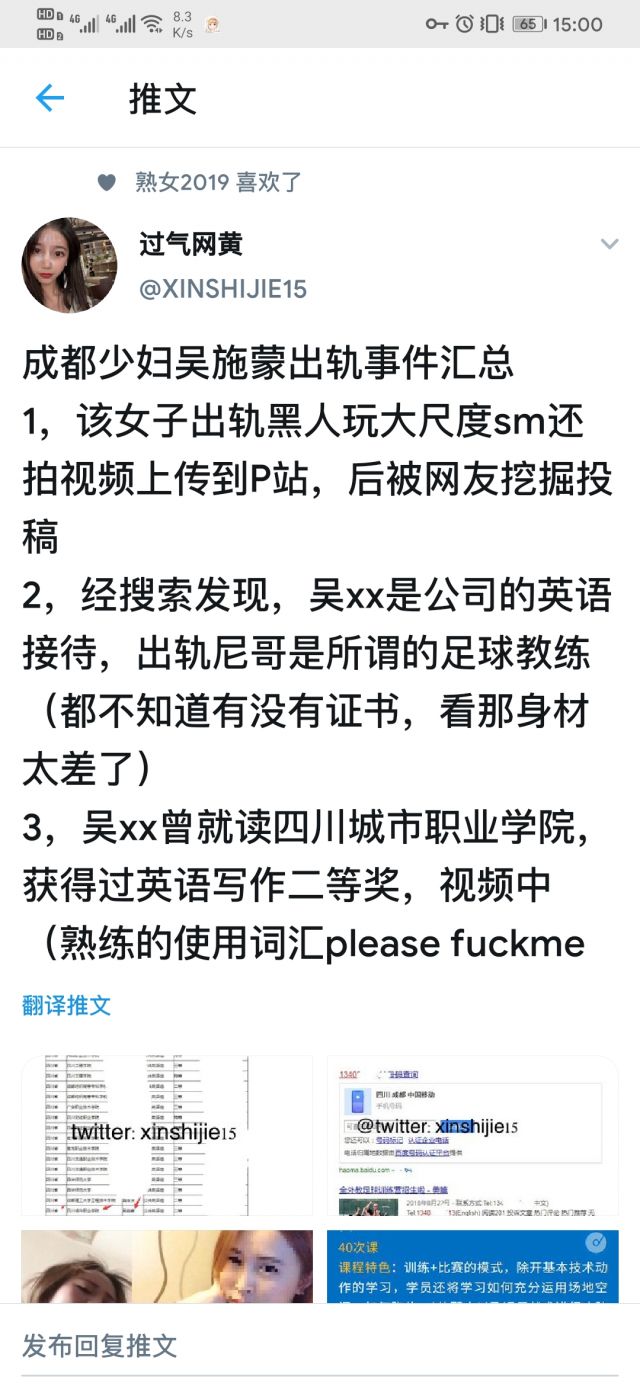 8.3
K/s
65
15:00
推文
熟女2019 喜欢了
过气网黄
@XINSHIJIE15
成都少妇吴施蒙出轨事件汇总
1，该女子出轨黑人玩大尺度sm还
拍视频上传到P站，后被网友挖掘投
稿
2，经搜索发现，吴xx是公司的英语
接待，出轨尼哥是所谓的足球教练
（都不知道有没有证书，看那身材
太差了）
3，吴xx曾就读四川城市职业学院，
获得过英语写作二等奖，视频中
（熟练的使用词汇please fuckme
翻译推文
twitter: xinshijie15
四川 成都 中国移动
手机号码
@twitter: xinshijie15
haoma.baidu.com
40次课
课程特色：训练+比赛的模式，除开基本技术动
作的学习，学员还将学习如何充分运用场地空
发布回复推文